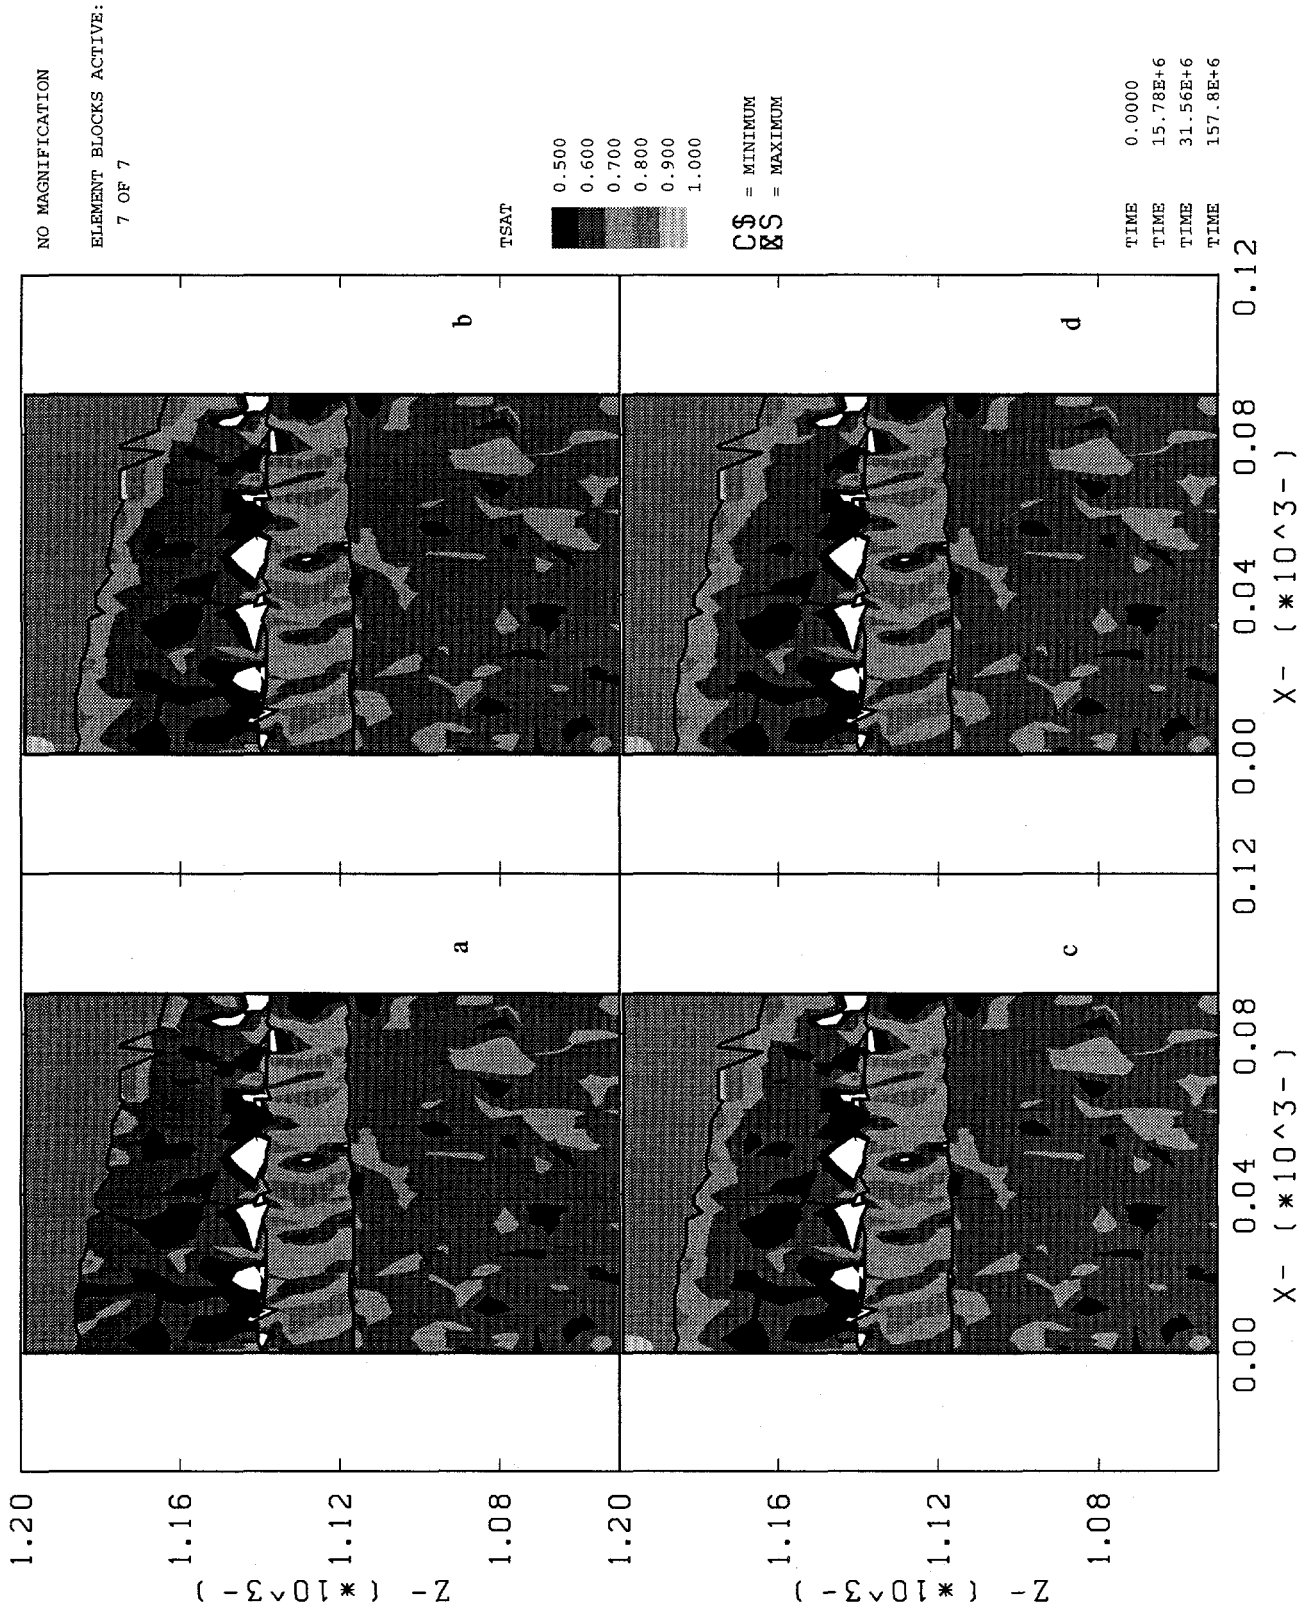 NO MAGNIFICATION
ELEMENT BLOCKS ACTIVE:
7 OF 7
TSAT
0.500
0.600
0.700
0.800
0.900
1.000
= MINIMUM
= MAXIMUM
TIME 0.0000
TIME 15.78E+6
TIME 31.56E+6
TIME 157.8E+6
a
b
c
d
1.20
1.16
1.12
1.08
Z- (*10^3-)
1.20
1.16
1.12
1.08
Z- (*10^3-)
0.00
0.04
0.08
0.12
X- (*10^3-)
0.00
0.04
0.08
0.12
X- (*10^3-)